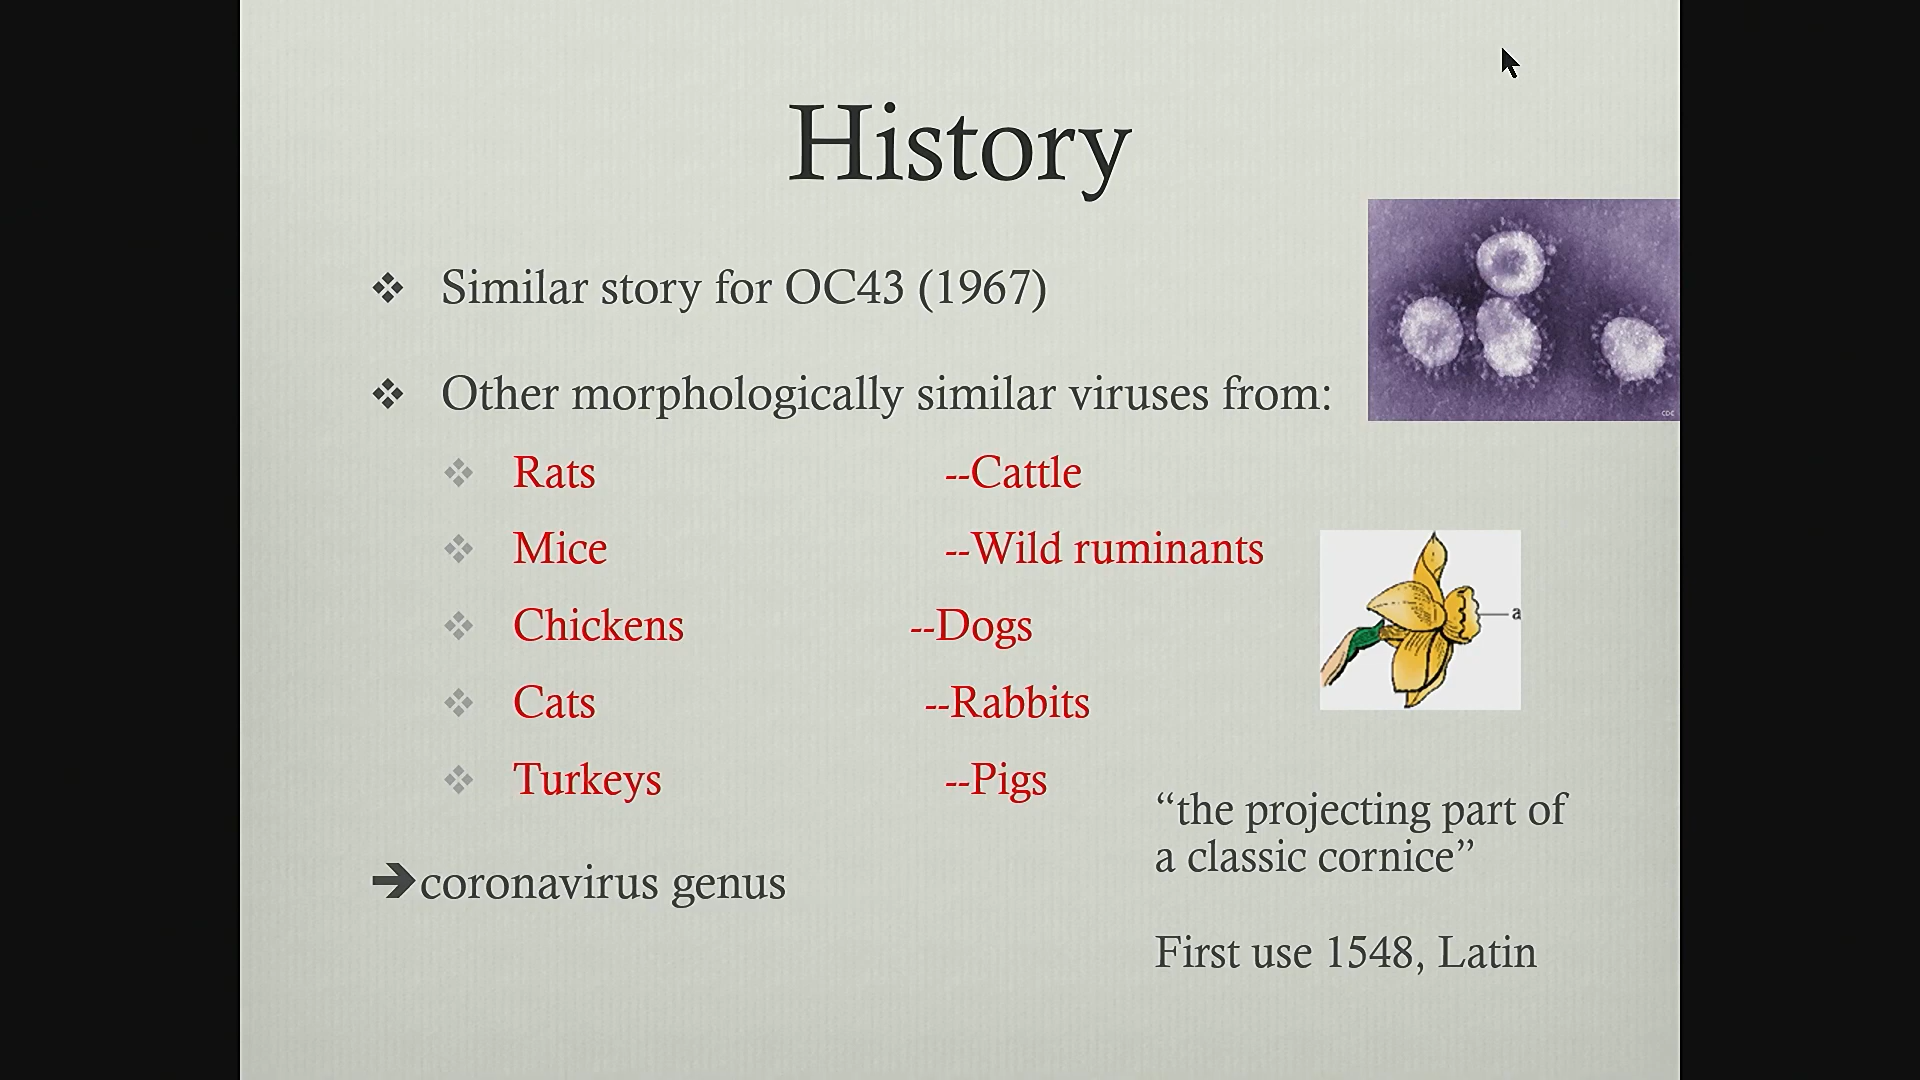 History
❖ Similar story for OC43 (1967)
❖ Other morphologically similar viruses from:
❖ Rats --Cattle
❖ Mice --Wild ruminants
❖ Chickens --Dogs
❖ Cats --Rabbits
❖ Turkeys --Pigs
➔coronavirus genus
CDC
a
“the projecting part of
a classic cornice”
First use 1548, Latin